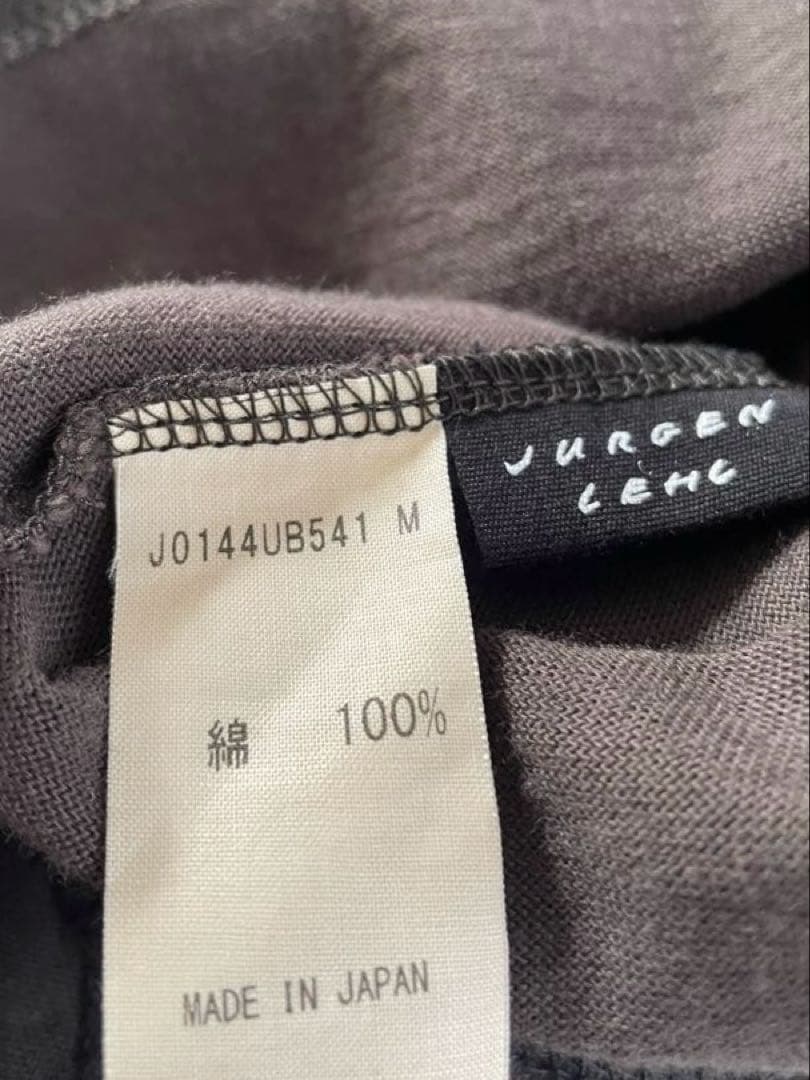 JURGEN
LEHL
J0144UB541 M
綿 100%
MADE IN JAPAN